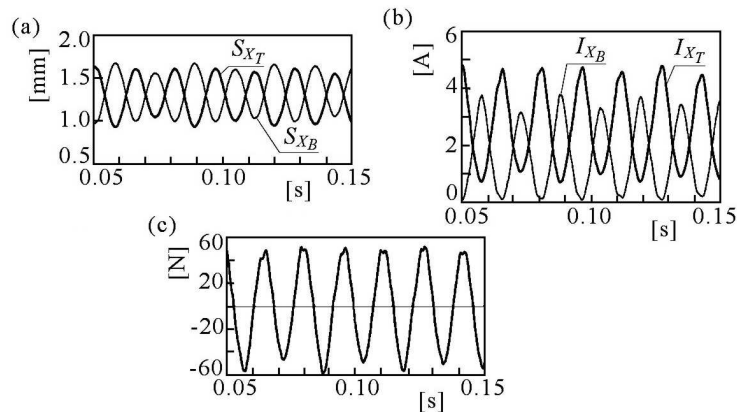 (a)
[mm]
2.0
1.5
1.0
0.5
S_{X_T}
S_{X_B}
0.05
0.10
0.15
[s]
(b)
[A]
6
4
2
0
I_{X_B}
I_{X_T}
0.05
0.10
0.15
[s]
(c)
[N]
60
20
-20
-60
0.05
0.10
0.15
[s]